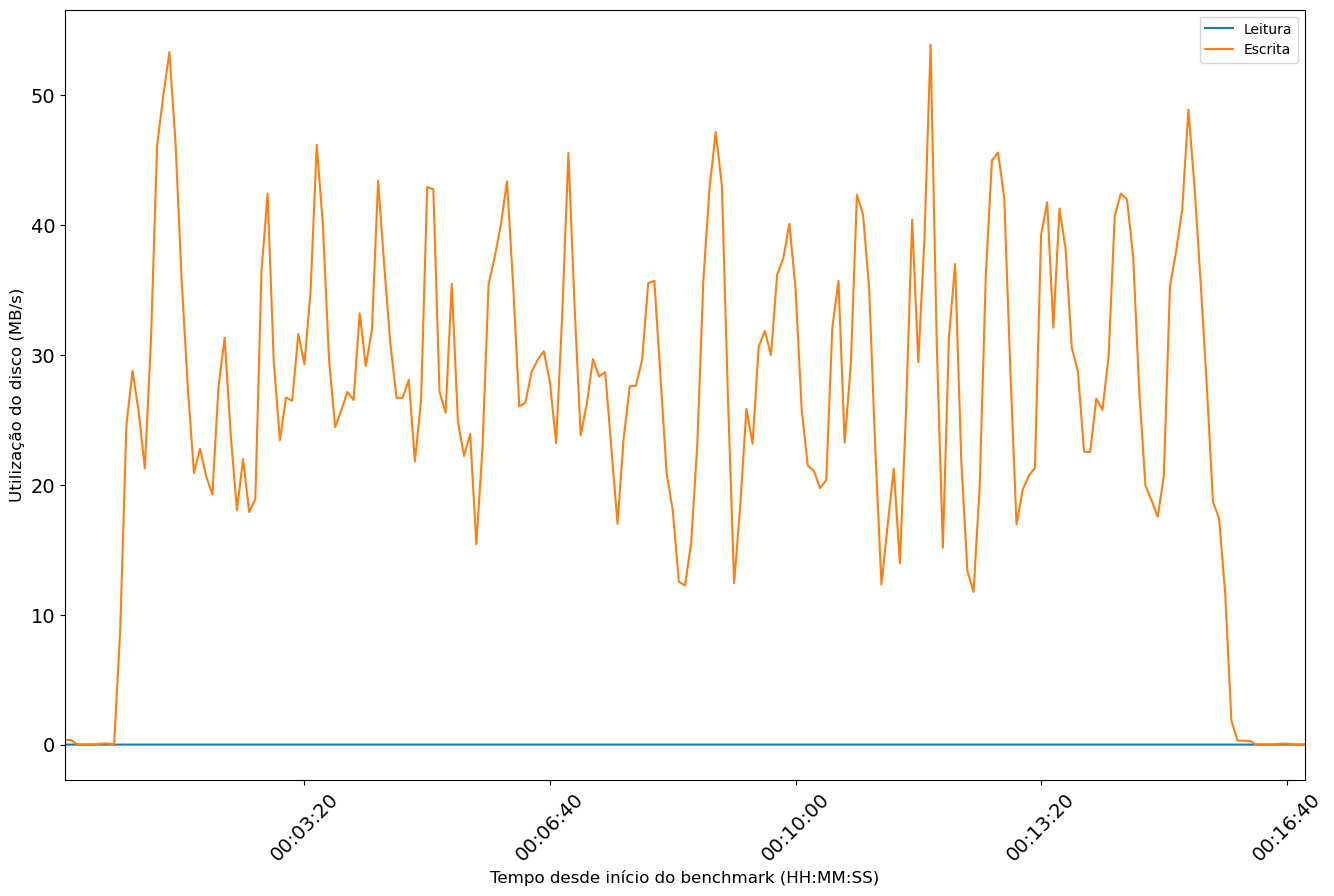 Leitura
Escrita
Utilização do disco (MB/s)
50
40
30
20
10
0
00:03:20
00:06:40
00:10:00
00:13:20
00:16:40
Tempo desde início do benchmark (HH:MM:SS)